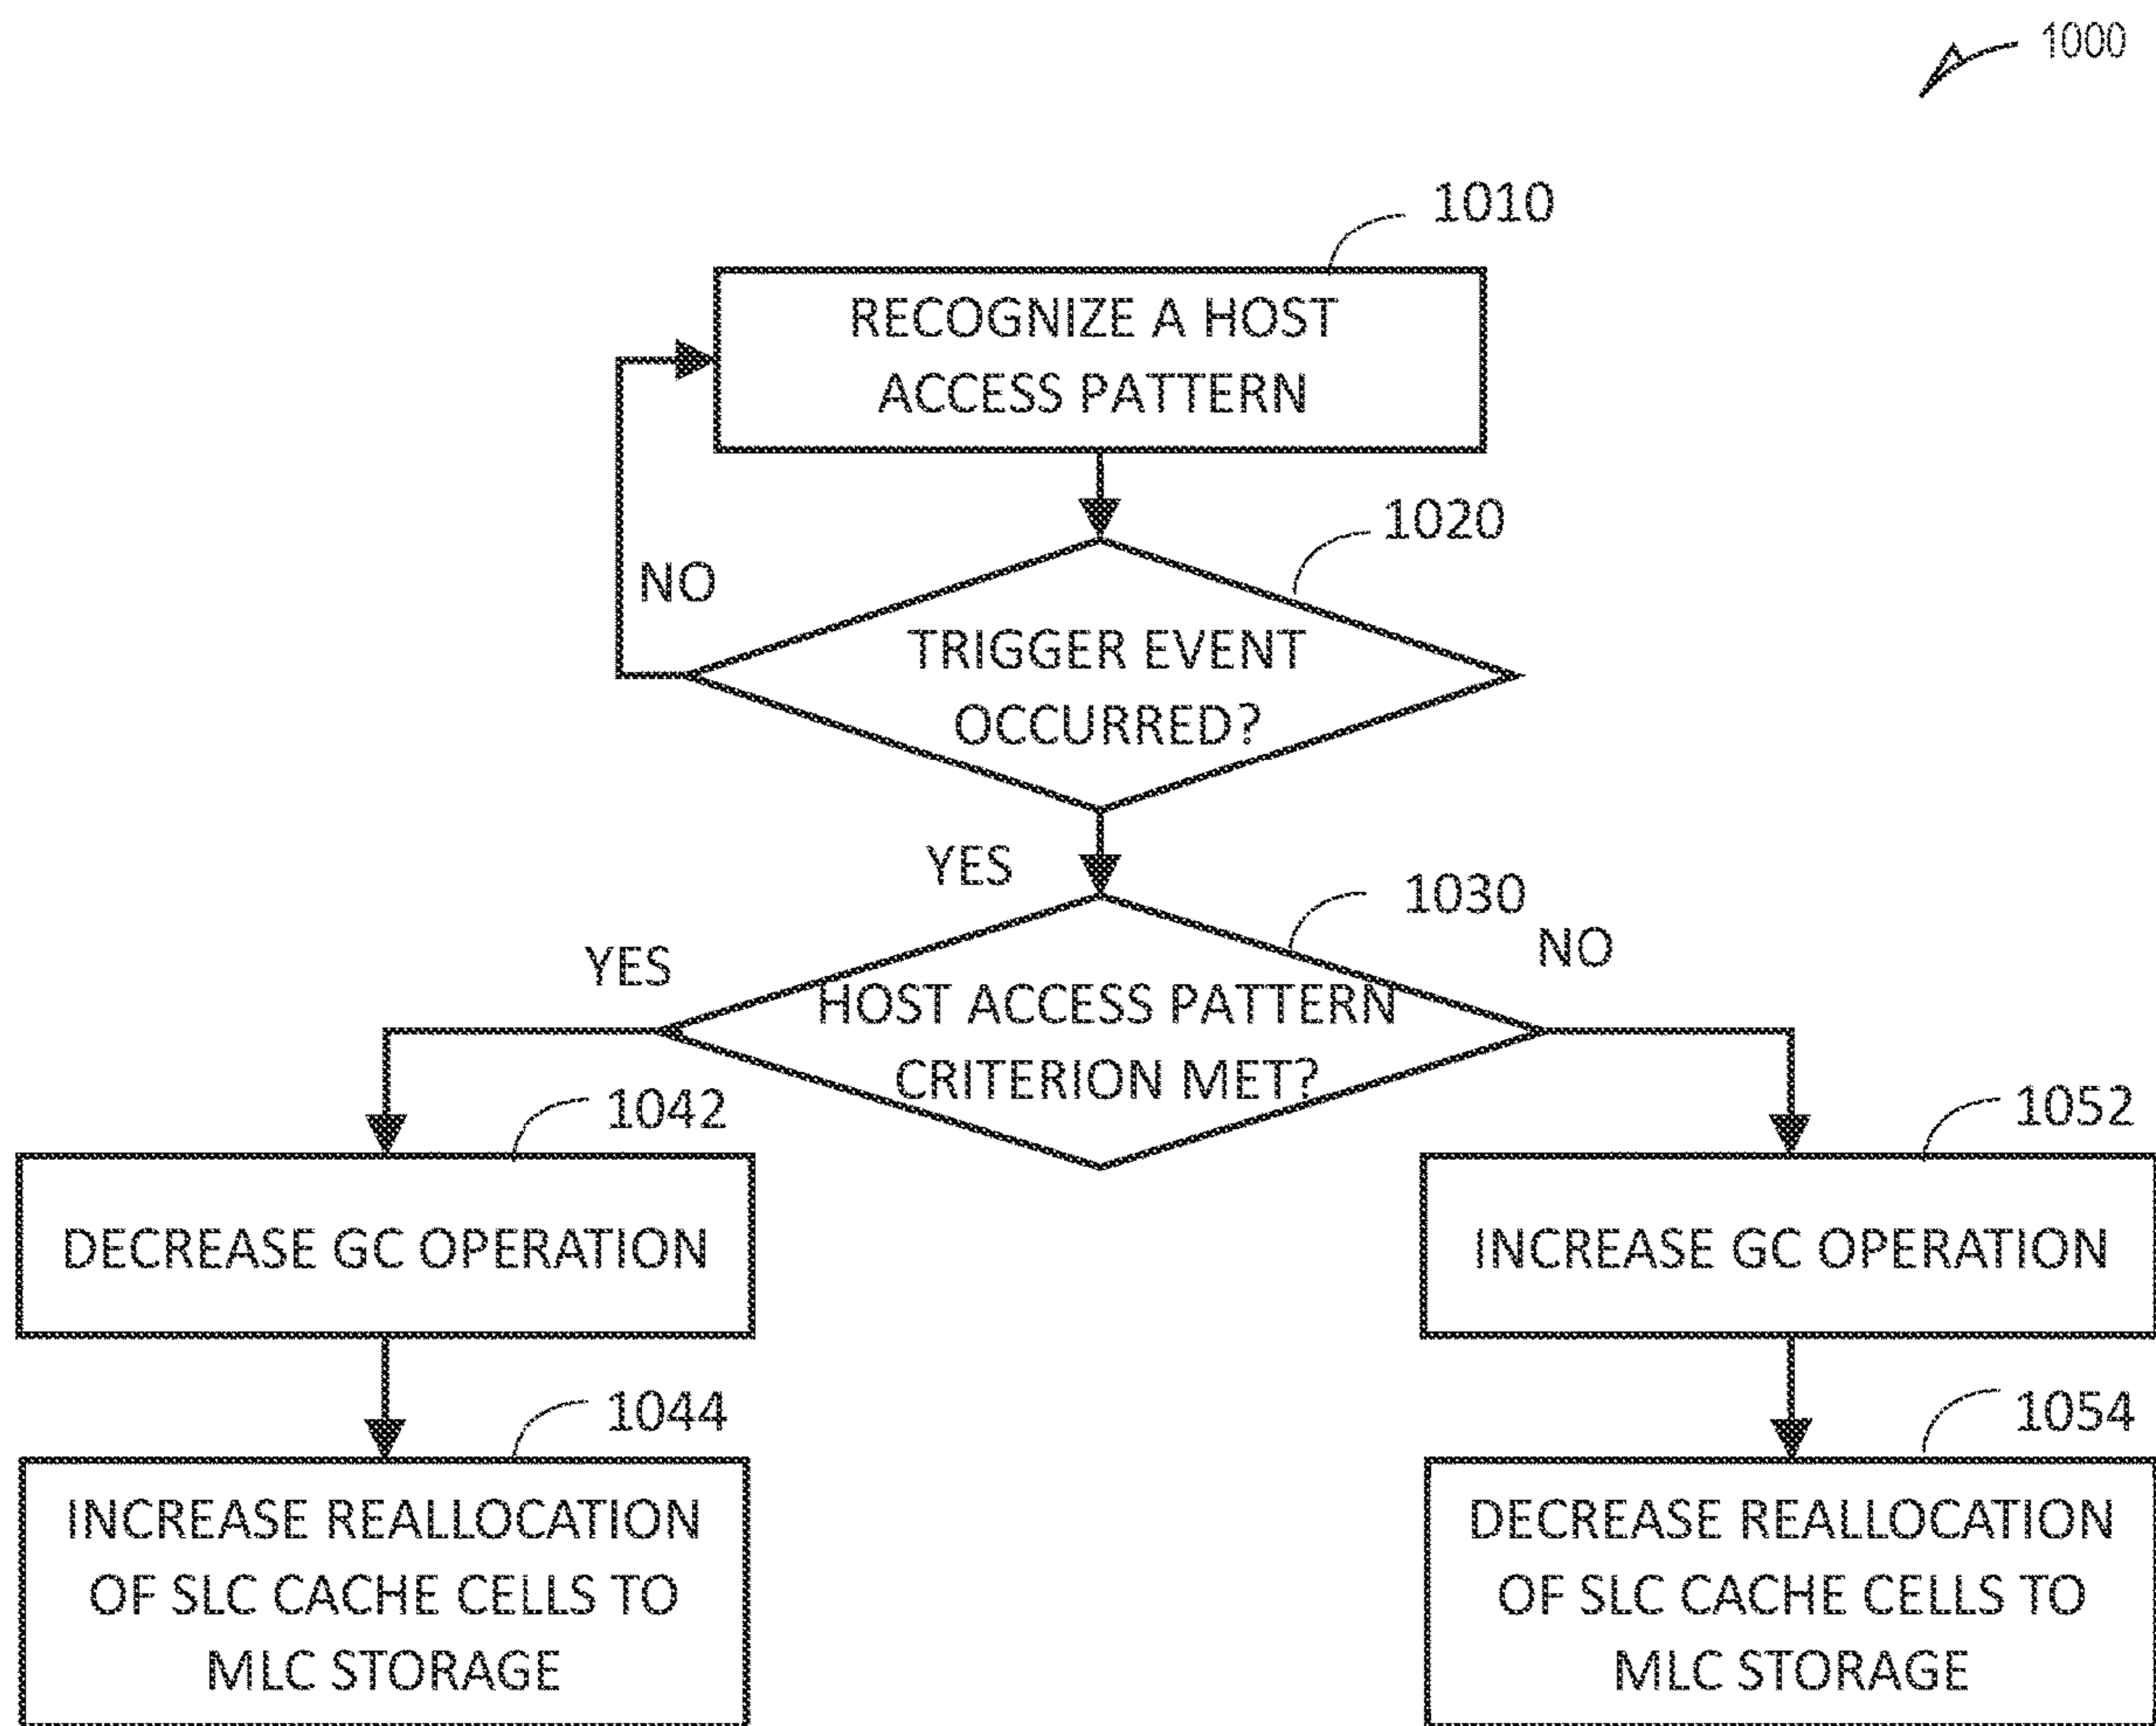 1000
1010
RECOGNIZE A HOST
ACCESS PATTERN
1020
NO
TRIGGER EVENT
OCCURRED?
YES
1030
YES
NO
HOST ACCESS PATTERN
CRITERION MET?
1042
DECREASE GC OPERATION
1044
INCREASE REALLOCATION
OF SLC CACHE CELLS TO
MLC STORAGE
1052
INCREASE GC OPERATION
1054
DECREASE REALLOCATION
OF SLC CACHE CELLS TO
MLC STORAGE